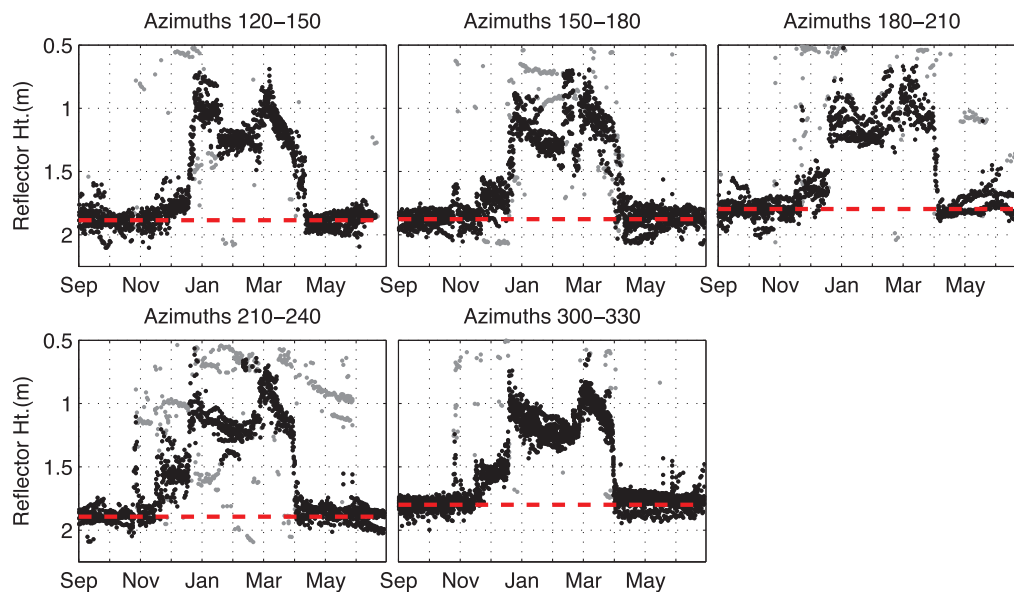 Azimuths 120–150 Azimuths 150–180 Azimuths 180–210
0.5
1
1.5
2
Reflector Ht.(m)
Sep Nov Jan Mar May Sep Nov Jan Mar May Sep Nov Jan Mar May
Azimuths 210–240 Azimuths 300–330
0.5
1
1.5
2
Reflector Ht.(m)
Sep Nov Jan Mar May Sep Nov Jan Mar May